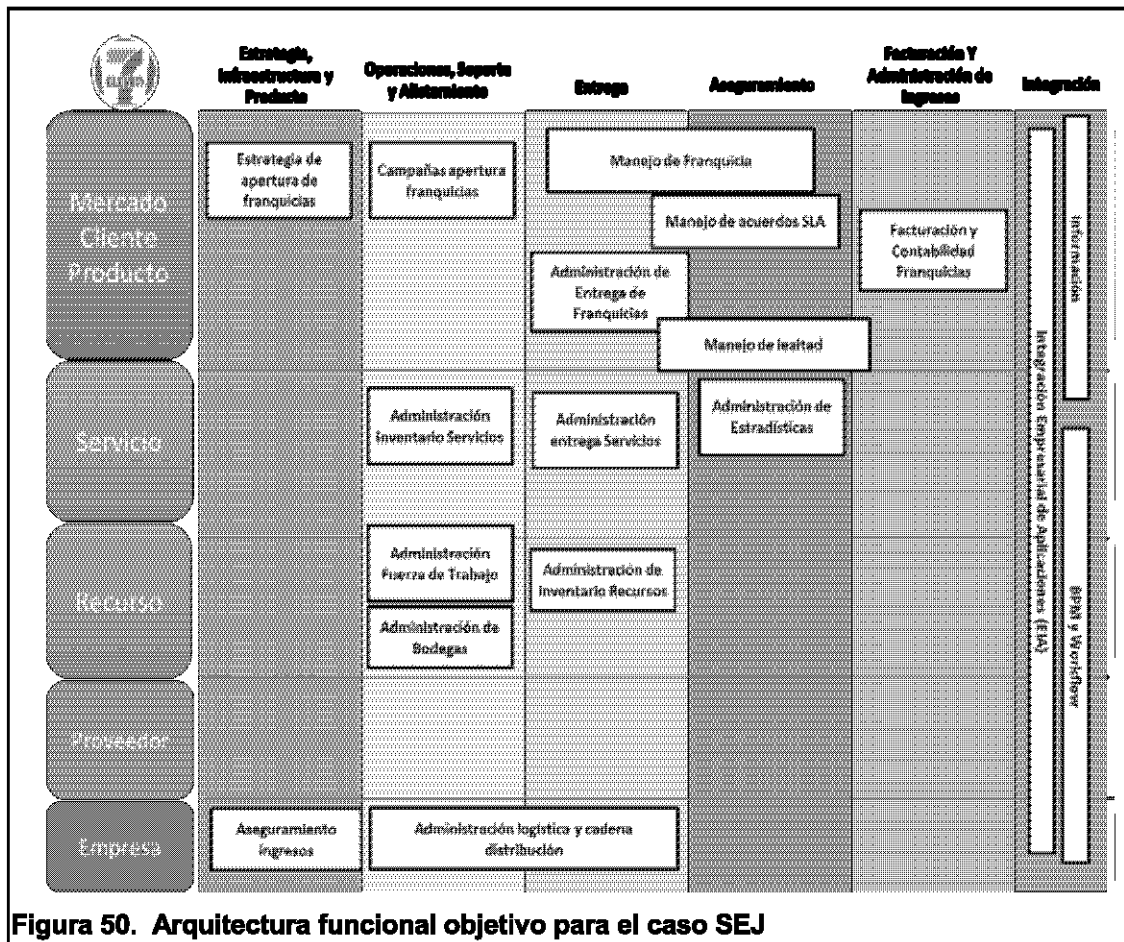 7
ELEVEN
Estrategia,
Infraestructura y
Producto
Operaciones, Soporte
y Alistamiento
Entrega
Aseguramiento
Facturación Y
Administración de
Ingresos
Integración
Mercado
Cliente
Producto
Estrategia de
apertura de
franquicias
Campañas apertura
franquicias
Manejo de Franquicia
Manejo de acuerdos SLA
Administración de
Entrega de
Franquicias
Manejo de lealtad
Facturación y
Contabilidad
Franquicias
Servicio
Administración
Inventario Servicios
Administración
entrega Servicios
Administración de
Estadísticas
Recurso
Administración
Fuerza de Trabajo
Administración de
Bodegas
Administración de
Inventario Recursos
Proveedor
Empresa
Aseguramiento
ingresos
Administración logística y cadena
distribución
Integración Empresarial de Aplicaciones (EIA)
Información
BPM y Workflow
Figura 50. Arquitectura funcional objetivo para el caso SEJ